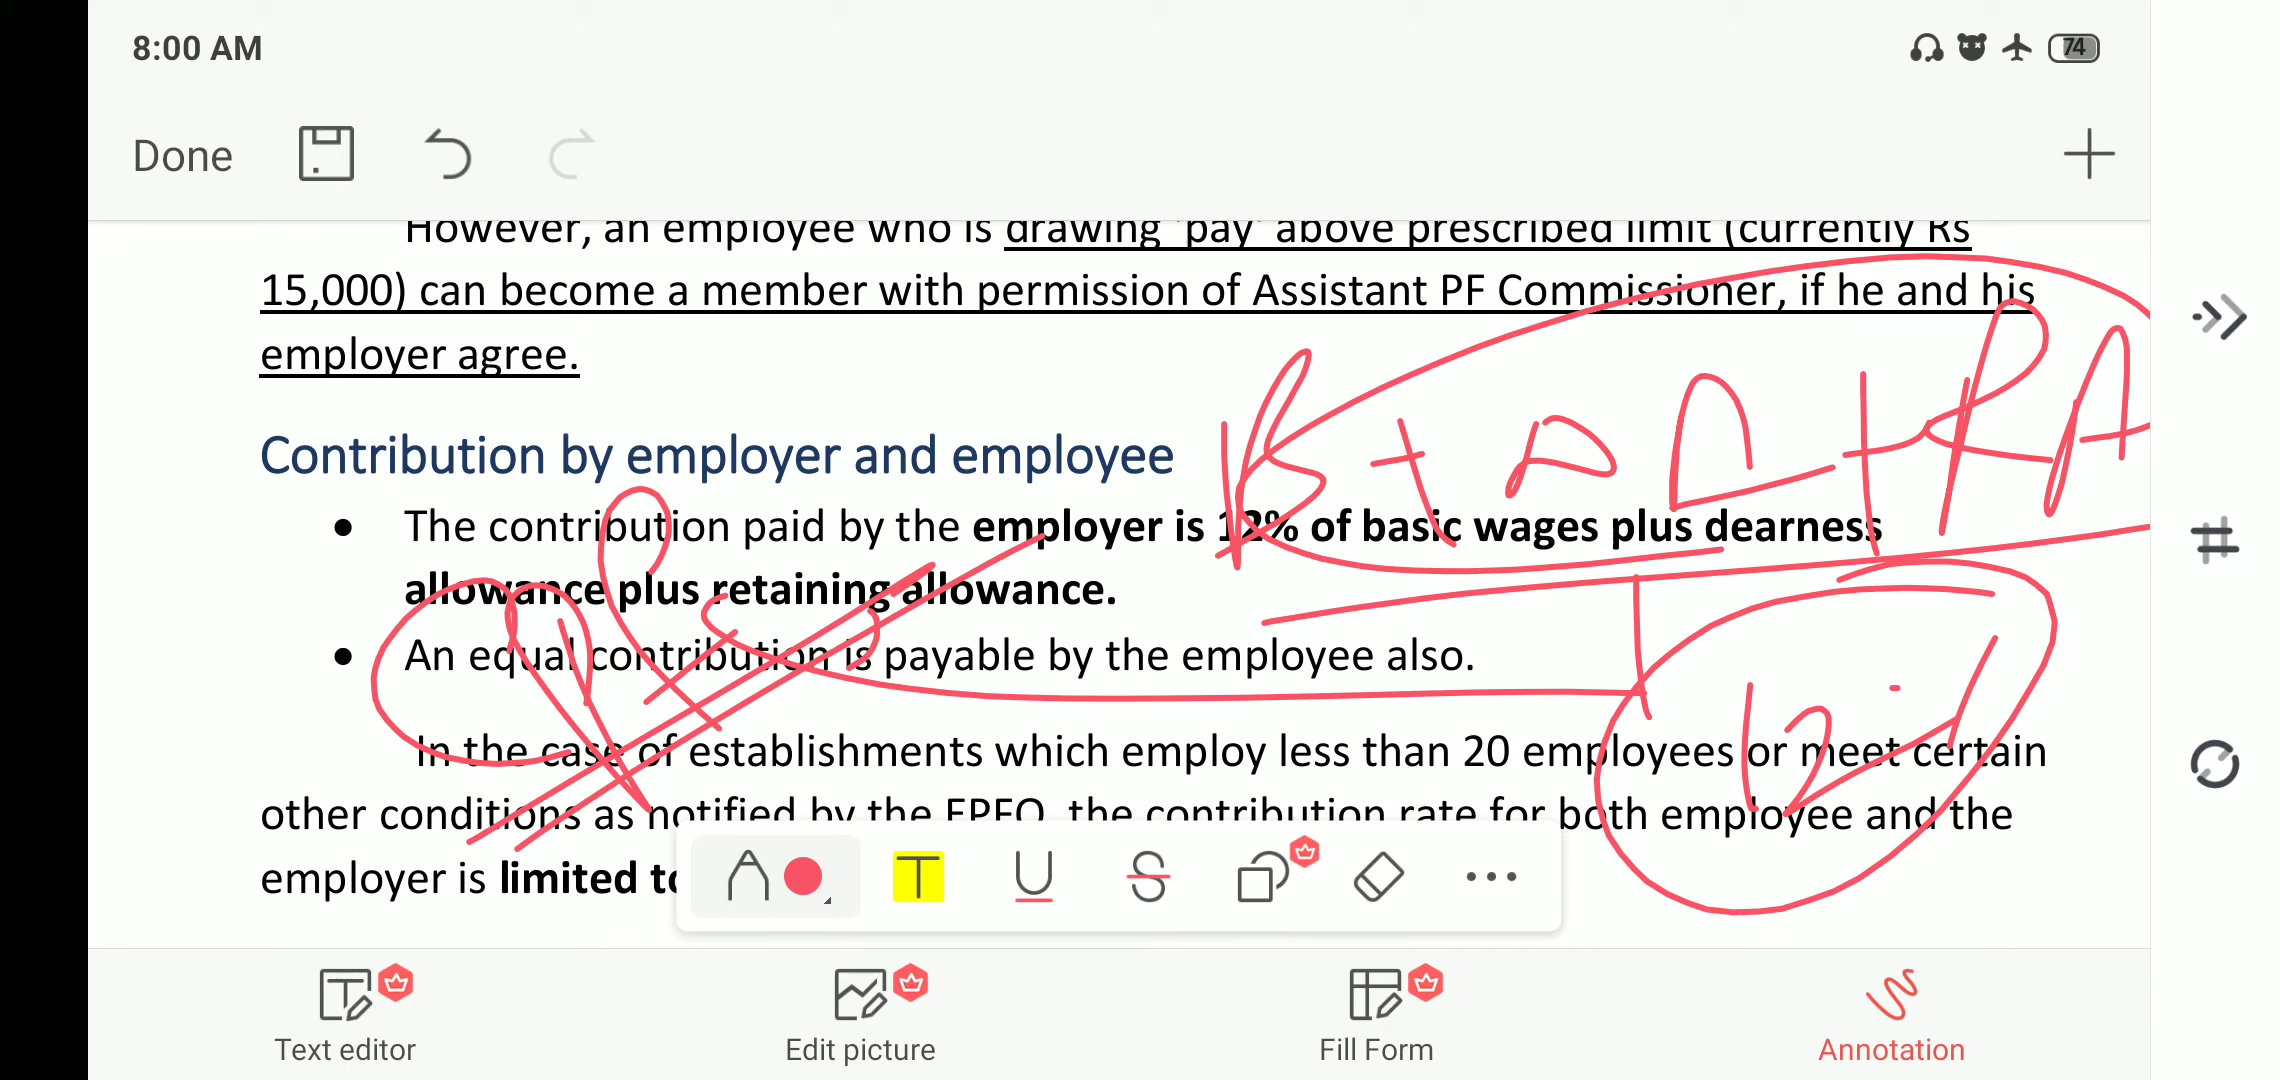 8:00 AM
74
Done
However, an employee who is drawing 'pay' above prescribed limit (currently Rs
15,000) can become a member with permission of Assistant PF Commissioner, if he and his
employer agree.
B + D A + RA
Contribution by employer and employee
• The contribution paid by the employer is 12% of basic wages plus dearness
allowance plus retaining allowance.
• An equal contribution is payable by the employee also.
12%
In the case of establishments which employ less than 20 employees or meet certain
other conditions as notified by the EPFO, the contribution rate for both employee and the
employer is limited to
Text editor
Edit picture
Fill Form
Annotation